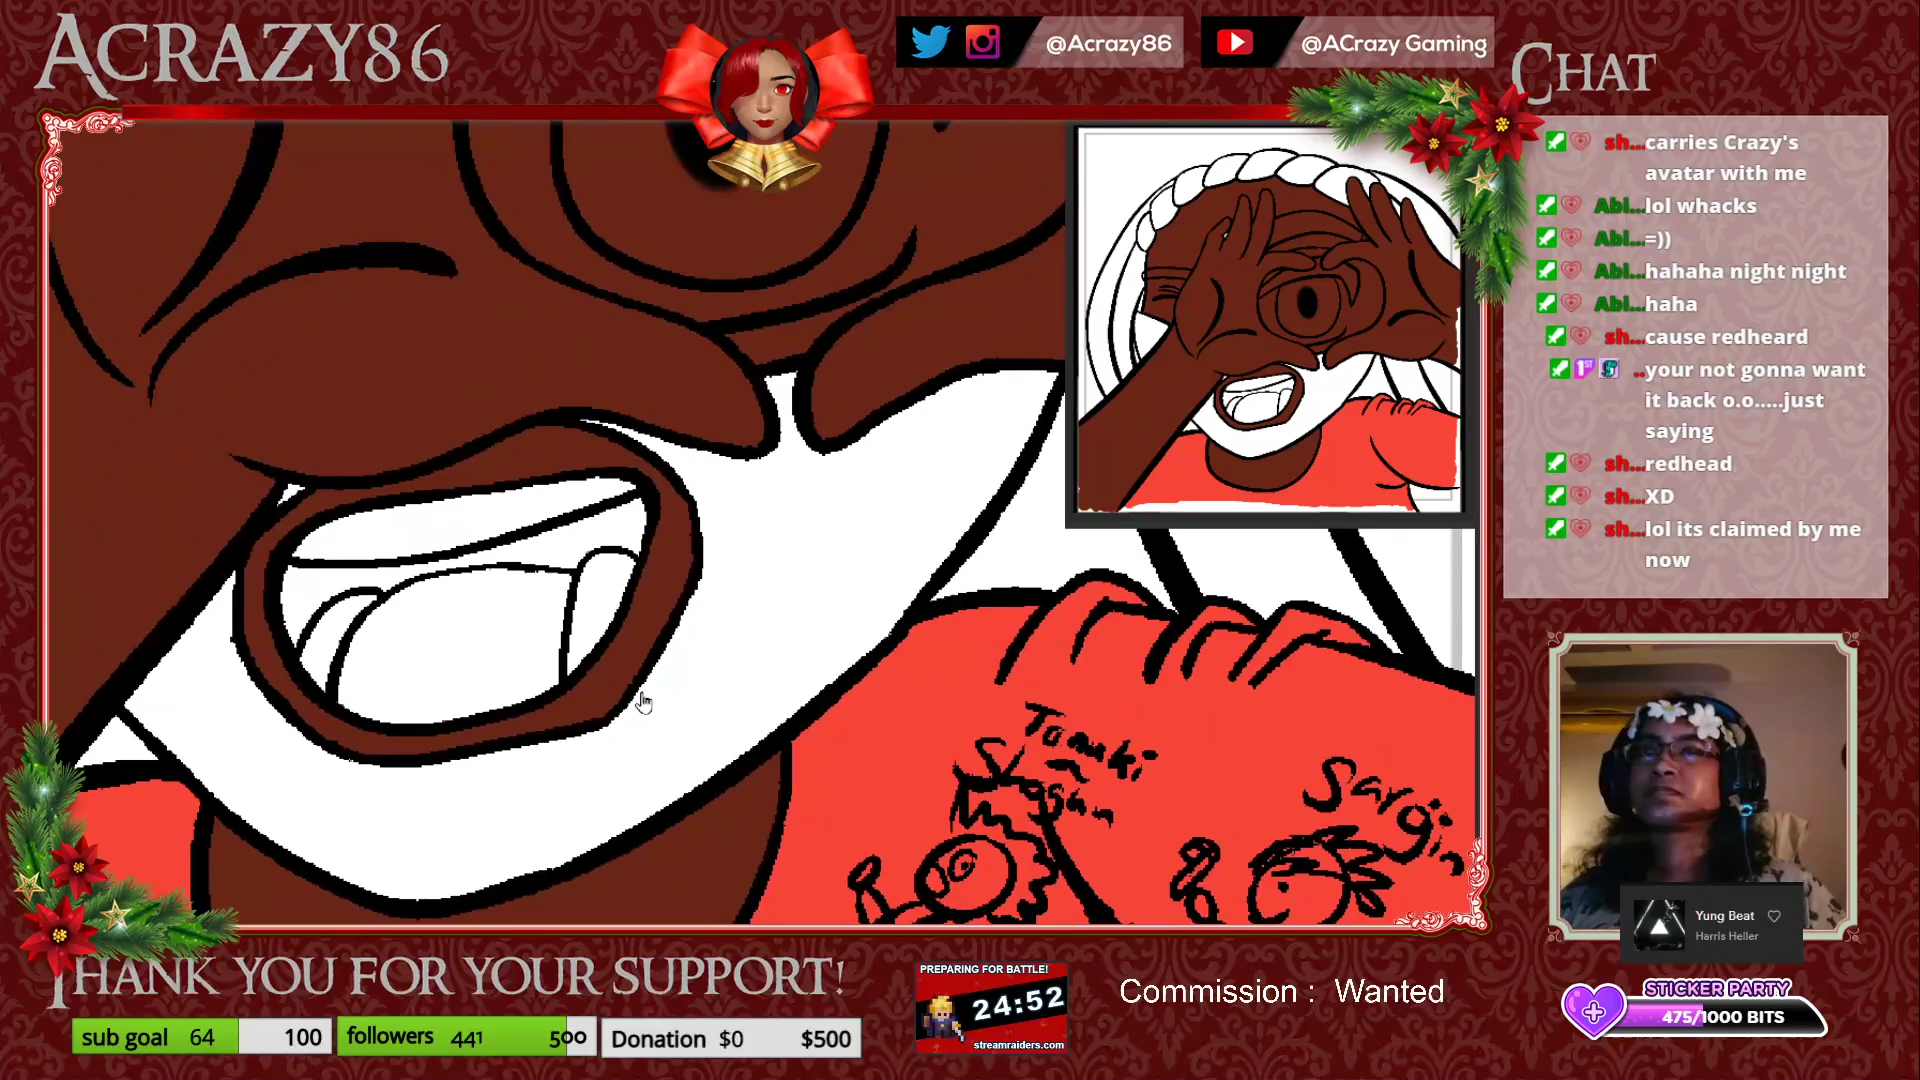 ACRAZY86
@Acrazy86
@ACrazy Gaming
CHAT
sh...carries Crazy's
avatar with me
Abi...lol whacks
Abi...=))
Abi...hahaha night night
Abi...haha
sh...cause redheard
..your not gonna want
it back o.o.....just
saying
sh...redhead
sh...XD
sh...lol its claimed by me
now
Tanuki
San
Sargin
Yung Beat
Harris Heller
THANK YOU FOR YOUR SUPPORT!
sub goal 64 100
followers 441 500
Donation $0 $500
PREPARING FOR BATTLE!
24:52
streamraiders.com
Commission : Wanted
STICKER PARTY
475/1000 BITS